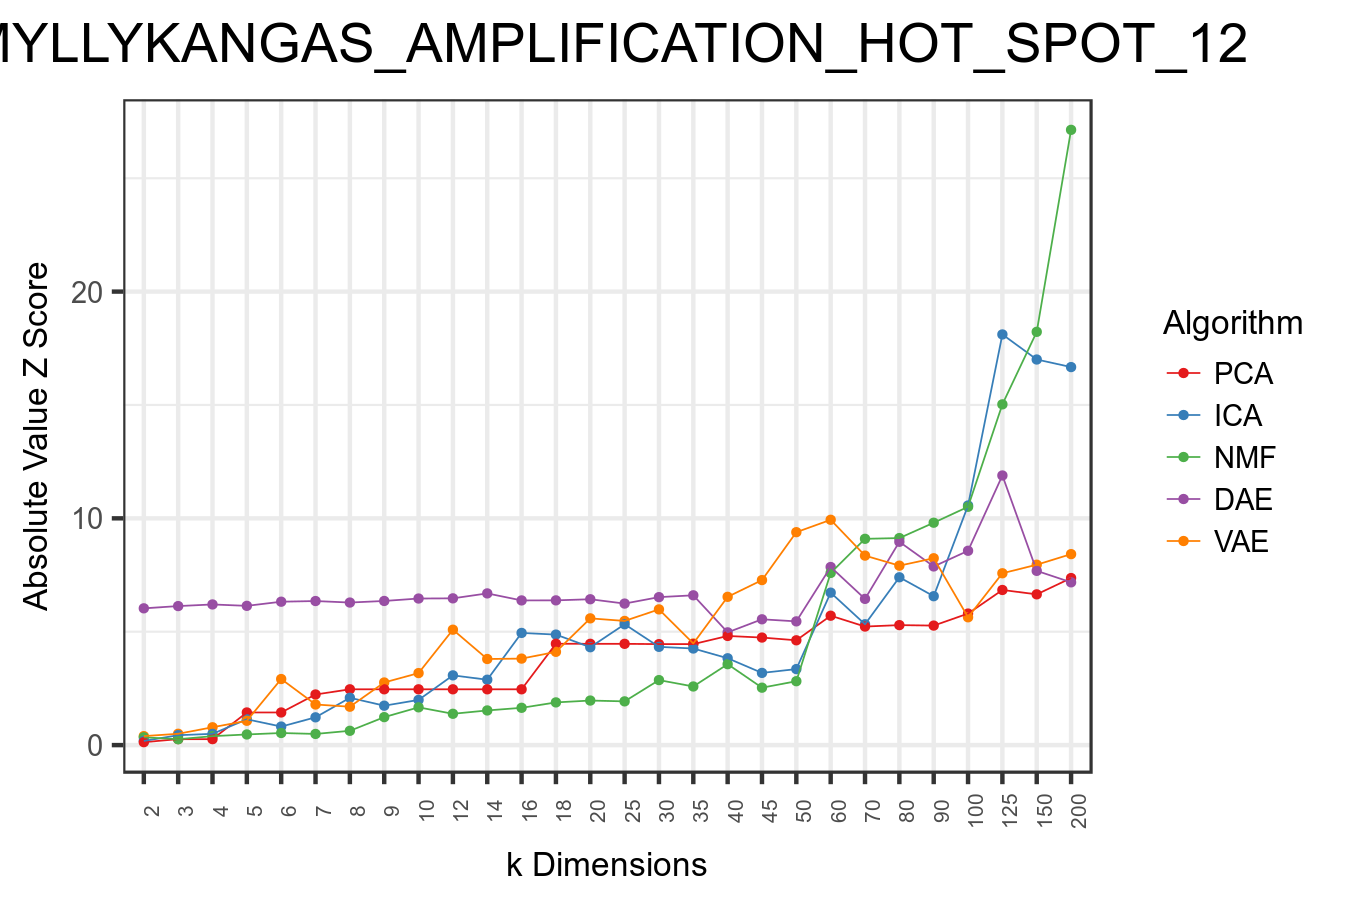 MYLLYKANGAS_AMPLIFICATION_HOT_SPOT_12
Absolute Value Z Score
20
10
0
2 3 4 5 6 7 8 9 10 12 14 16 18 20 25 30 35 40 45 50 60 70 80 90 100 125 150 200
k Dimensions
Algorithm
PCA
ICA
NMF
DAE
VAE